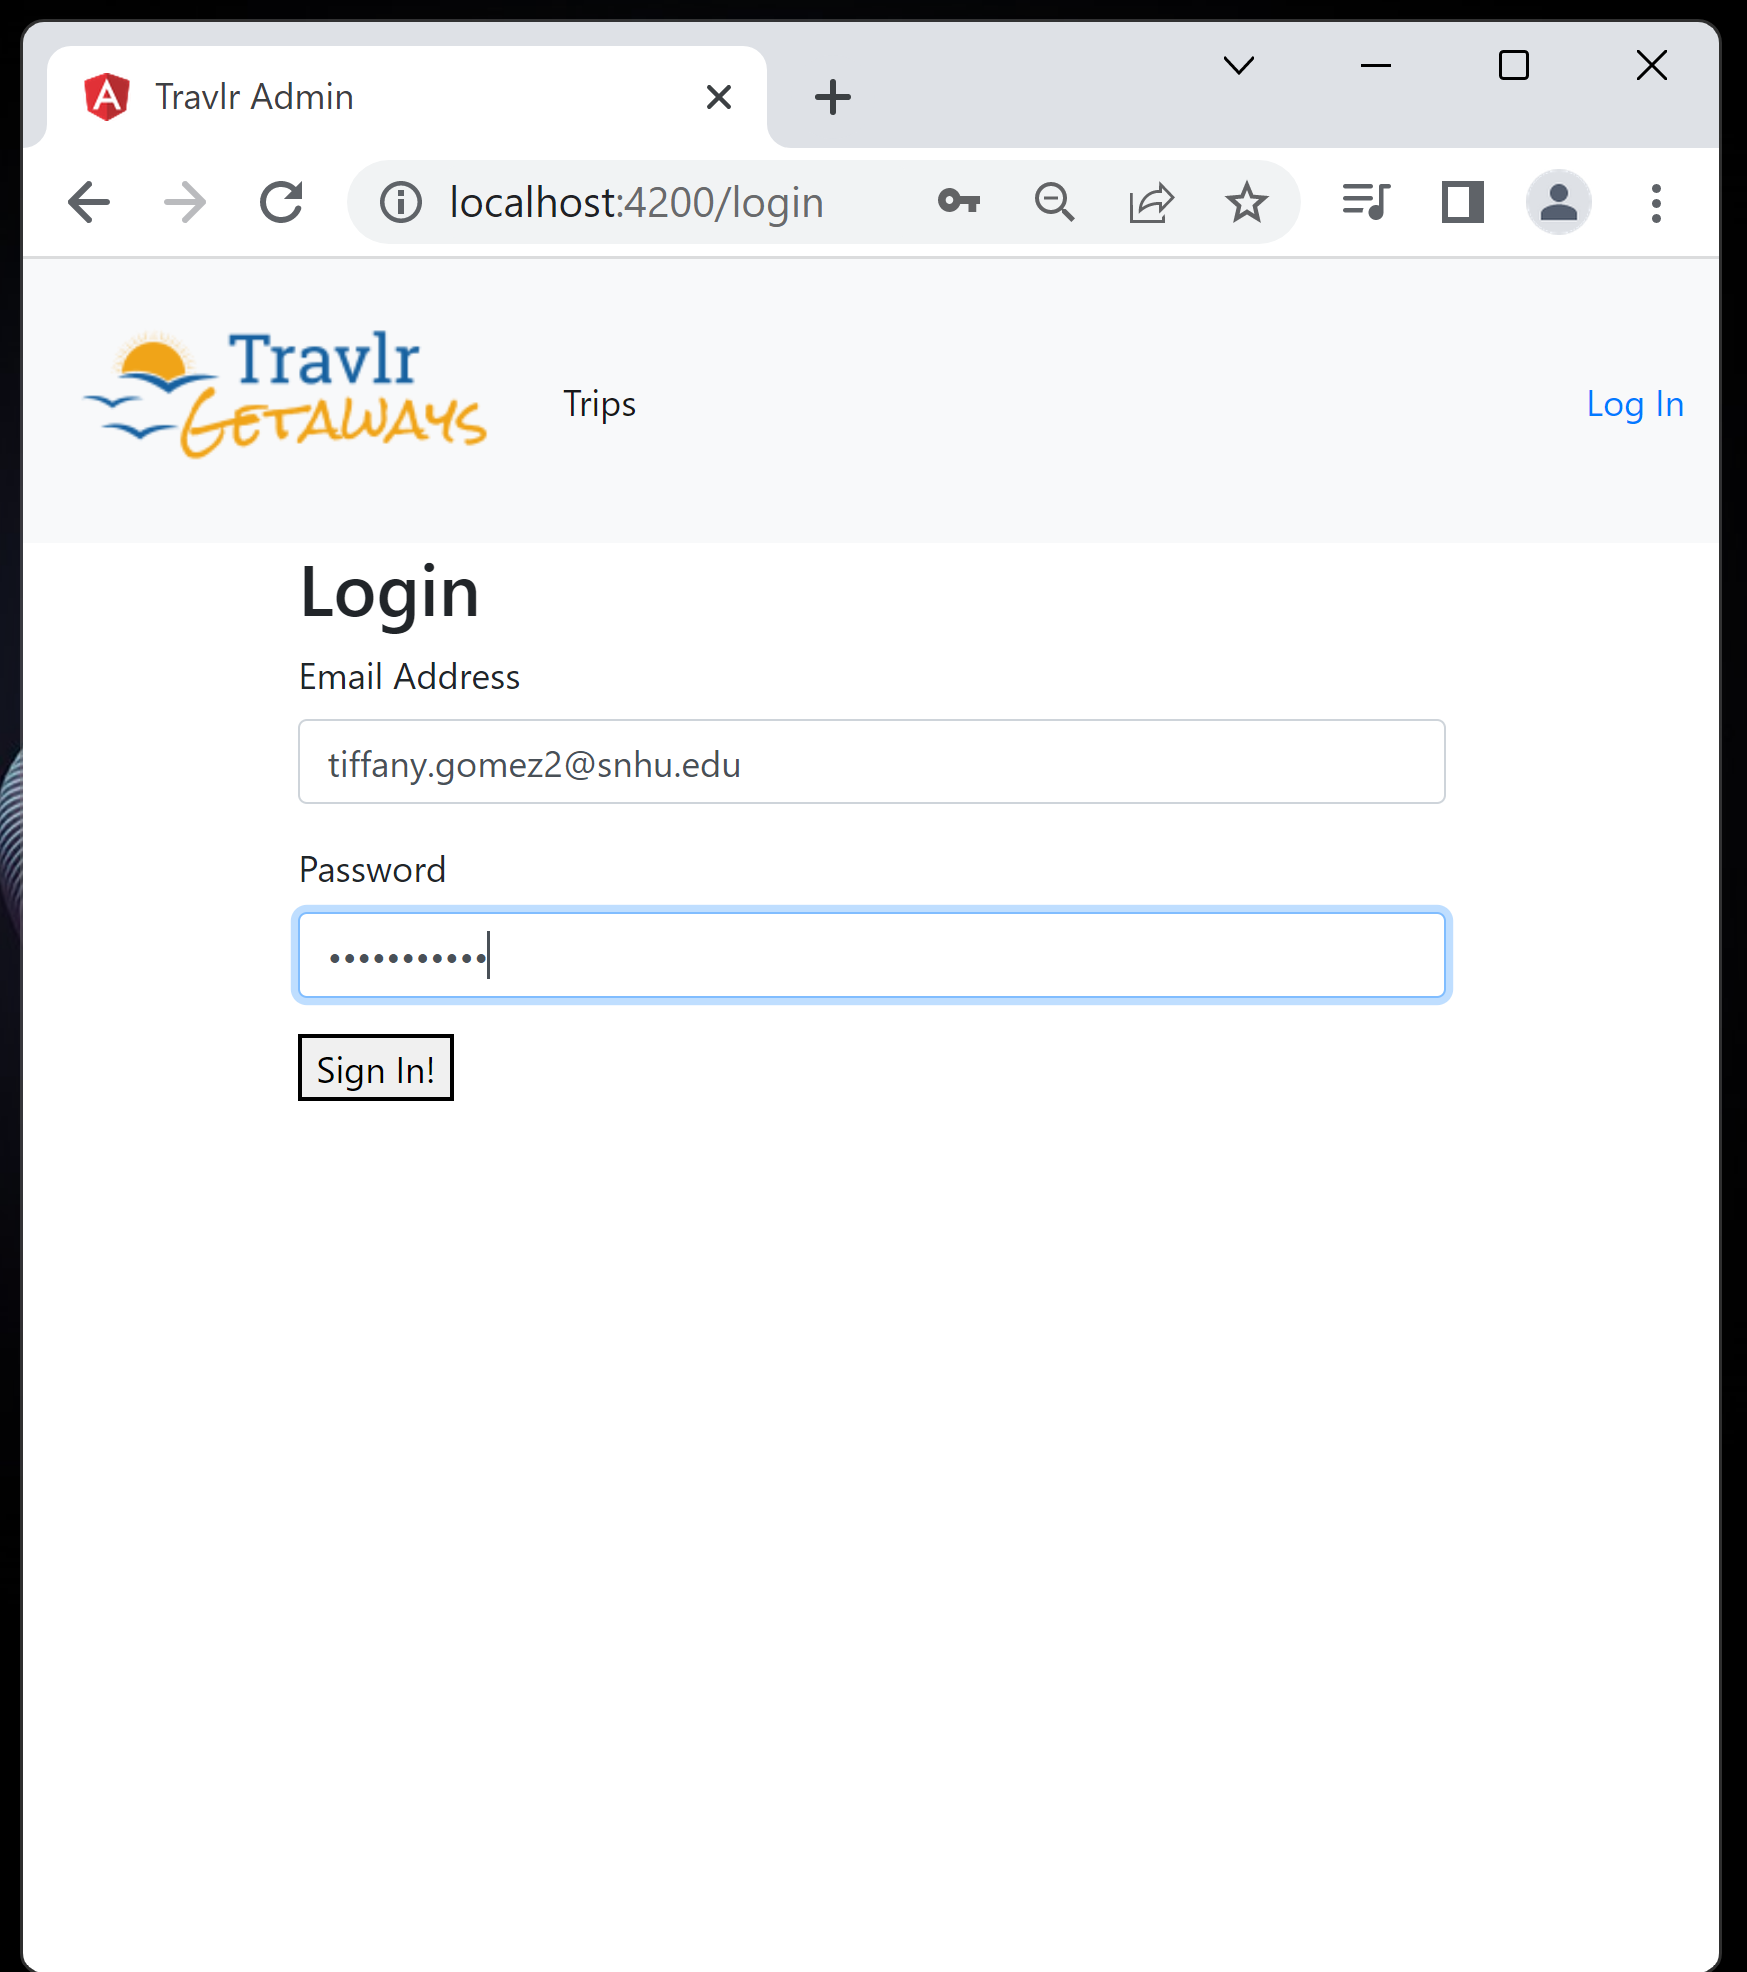 Travlr Admin
localhost:4200/login
Travlr
GETAWAYS
Trips
Log In
Login
Email Address
tiffany.gomez2@snhu.edu
Password
•••••••••••
Sign In!